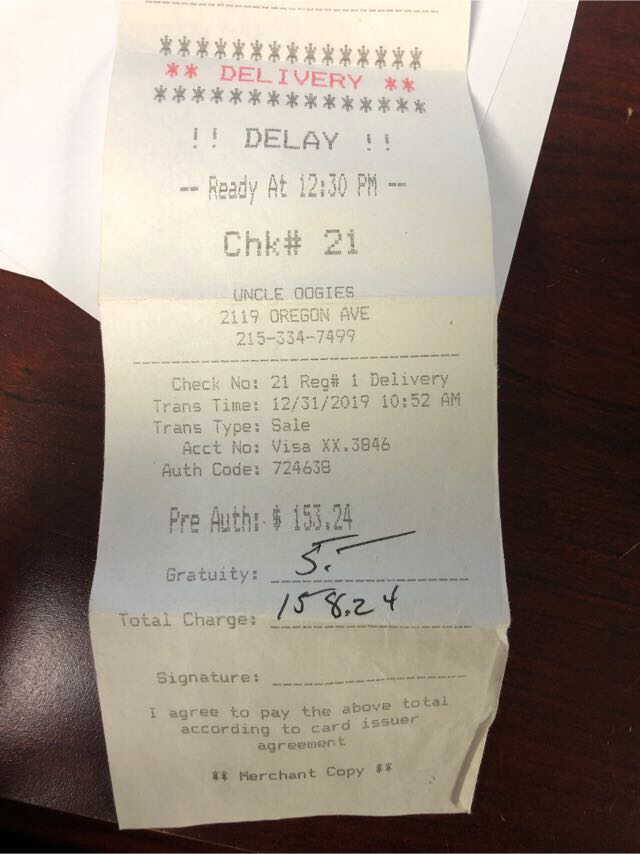 ***************
** DELIVERY **
****************
!! DELAY !!
-- Ready At 12:30 PM --
Chk# 21
UNCLE OOGIES
2119 OREGON AVE
215-334-7499
Check No: 21 Reg# 1 Delivery
Trans Time: 12/31/2019 10:52 AM
Trans Type: Sale
Acct No: Visa XX.3846
Auth Code: 724638
Pre Auth: $ 153.24
Gratuity: 5.-
Total Charge: 158.24
Signature:
I agree to pay the above total
according to card issuer
agreement
** Merchant Copy **